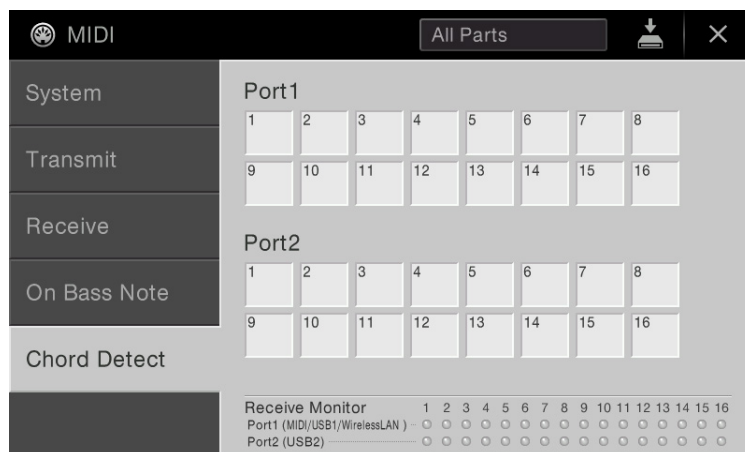 MIDI
All Parts
System
Transmit
Receive
On Bass Note
Chord Detect
Port1
1 2 3 4 5 6 7 8
9 10 11 12 13 14 15 16
Port2
1 2 3 4 5 6 7 8
9 10 11 12 13 14 15 16
Receive Monitor 1 2 3 4 5 6 7 8 9 10 11 12 13 14 15 16
Port1 (MIDI/USB1/WirelessLAN )
Port2 (USB2)